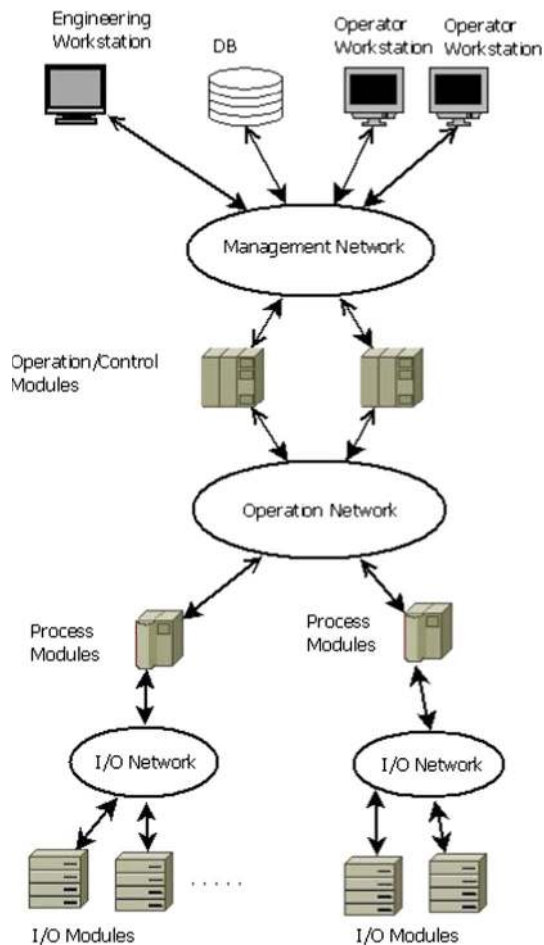 Engineering
Workstation
DB
Operator
Workstation
Operator
Workstation
Management Network
Operation/Control
Modules
Operation Network
Process
Modules
Process
Modules
I/O Network
I/O Network
.....
I/O Modules
I/O Modules